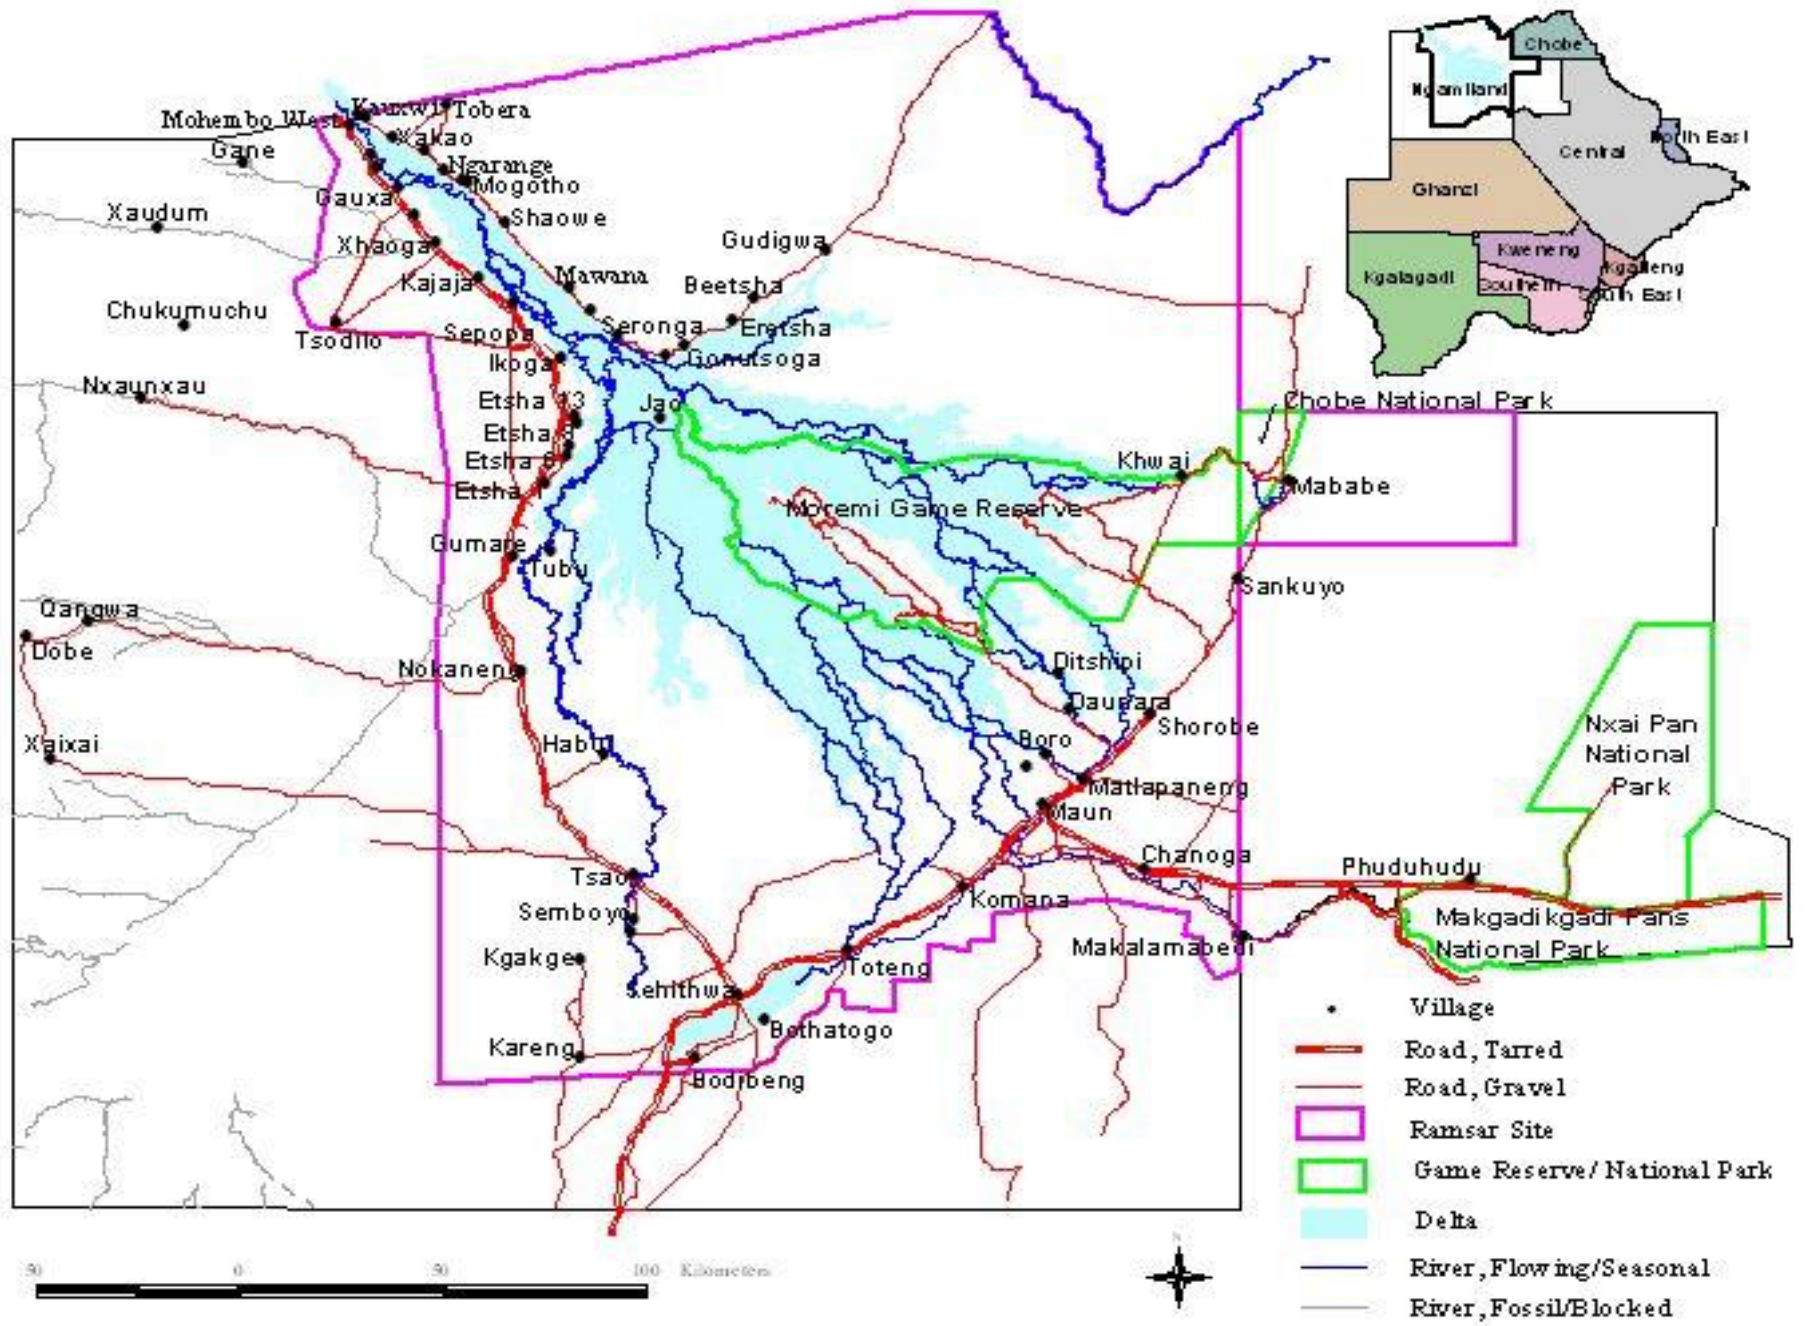 Mohembo West
Kauxwi
Tobera
Xakao
Gane
Ngarange
Mogotho
Gauxa
Shaowe
Xaudum
Xhaoga
Gudigwa
Kajaja
Mawana
Beetsha
Chukumuchu
Tsodilo
Sepopa
Seronga
Eretsha
Ikoga
Gonutsoga
Nxaunxau
Etsha 13
Jao
Etsha
Etsha 6
Etsha 1
Khwai
Chobe National Park
Mababe
Moremi Game Reserve
Gumare
Tubu
Sankuyo
Qangwa
Dobe
Nokaneng
Ditshipi
Daunara
Shorobe
Xaixai
Habu
Boro
Matlapaneng
Maun
Nxai Pan
National
Park
Chanoga
Phuduhudu
Tsao
Semboyo
Komana
Makgadikgadi Pans
National Park
Makalamabedi
Kgakge
Toteng
Sehithwa
Bothatogo
Kareng
Bodibeng
Chobe
Ngamiland
North East
Central
Ghanzi
Kweneng
Kgalagadi
Kgatleng
Southern
South East
Village
Road, Tarred
Road, Gravel
Ramsar Site
Game Reserve/ National Park
Delta
River, Flowing/Seasonal
River, Fossil/Blocked
50 0 50 100 Kilometers
N